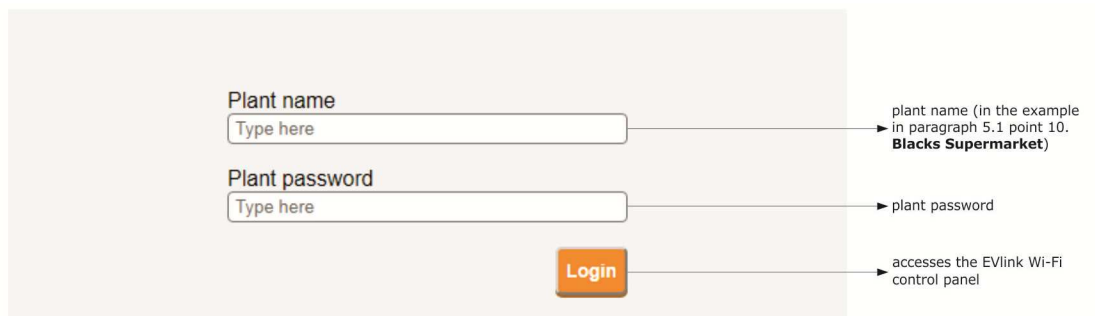 Plant name
Type here
plant name (in the example
in paragraph 5.1 point 10.
Blacks Supermarket)
Plant password
Type here
plant password
Login
accesses the EVlink Wi-Fi
control panel